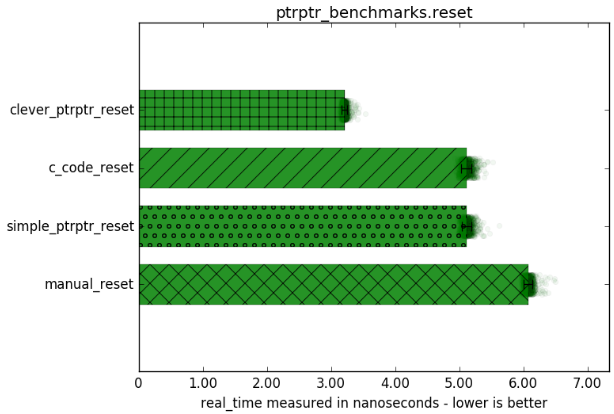 ptrptr_benchmarks.reset
clever_ptrptr_reset
c_code_reset
simple_ptrptr_reset
manual_reset
0 1.00 2.00 3.00 4.00 5.00 6.00 7.00
real_time measured in nanoseconds - lower is better